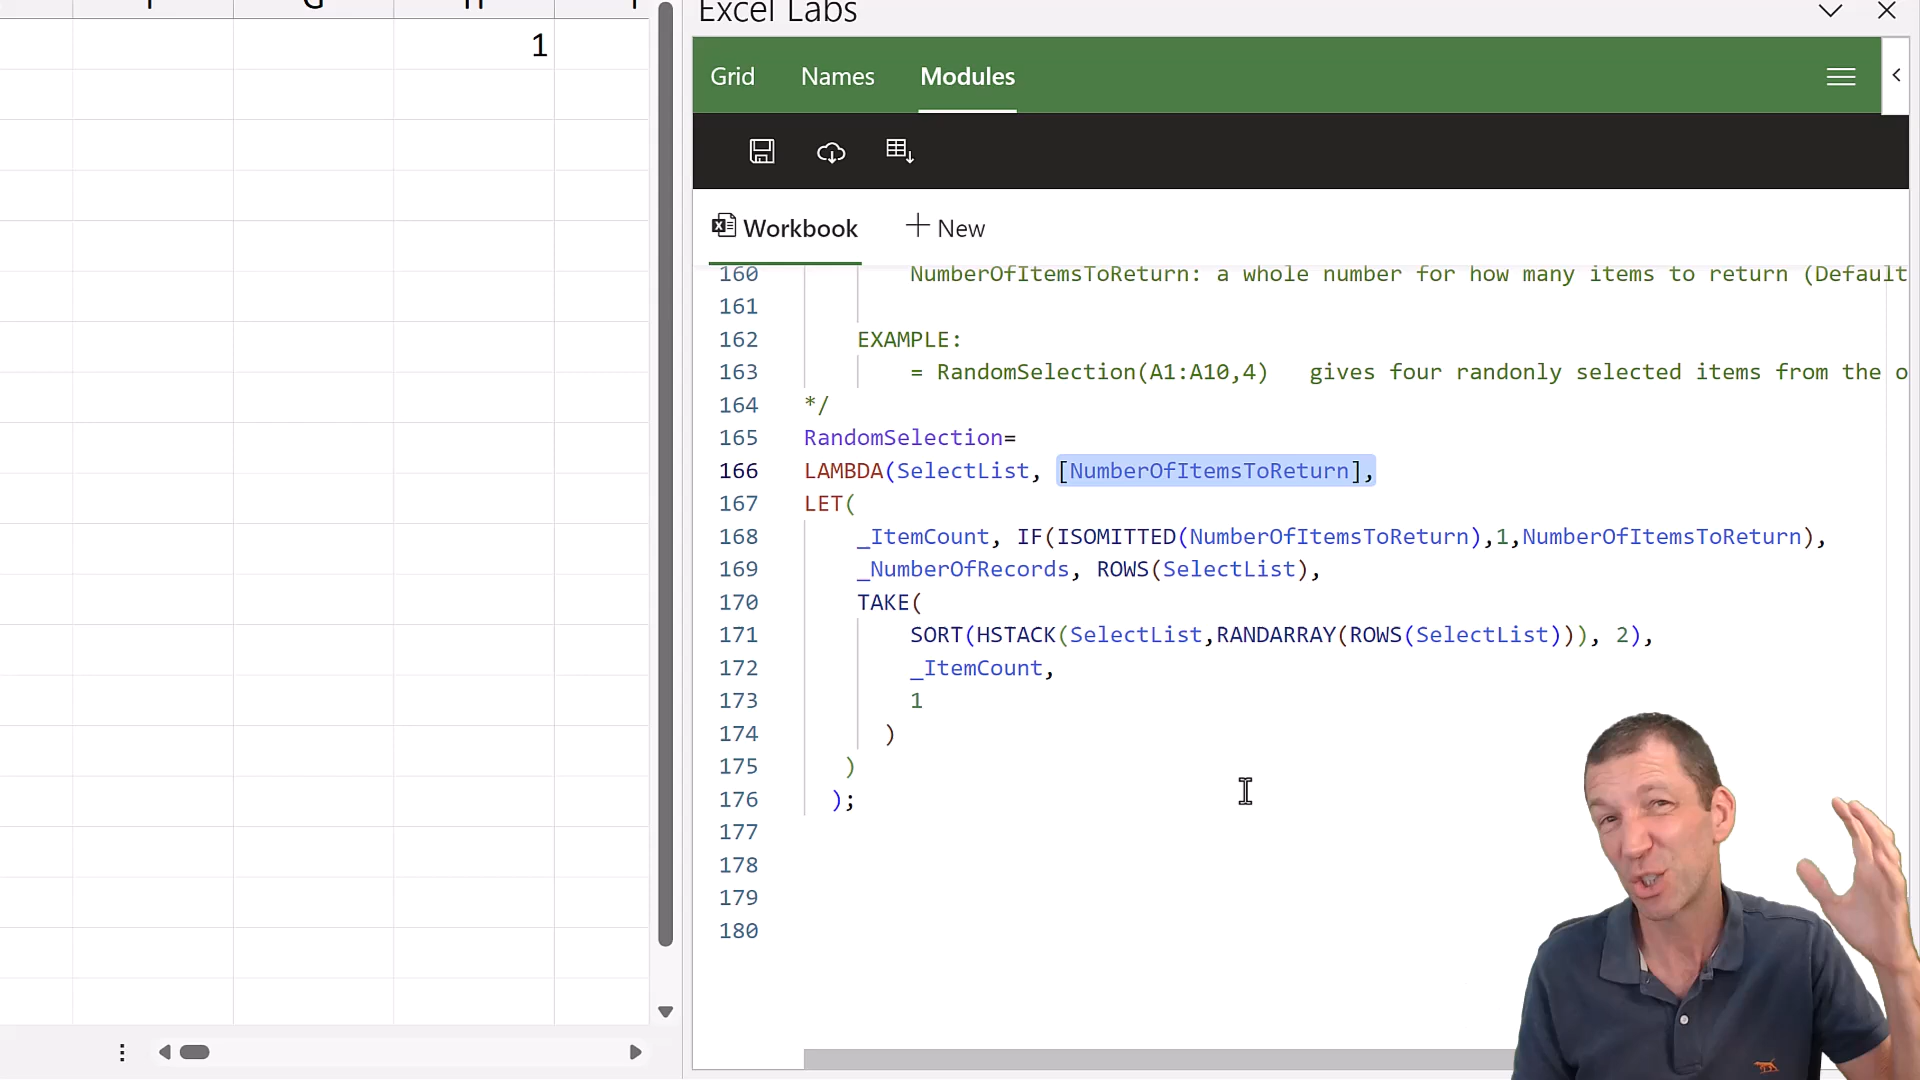 G
1
Excel Labs
Grid Names Modules
Workbook New
160 NumberOfItemsToReturn: a whole number for how many items to return (Default
161
162 EXAMPLE:
163 = RandomSelection(A1:A10,4) gives four randonly selected items from the o
164 */
165 RandomSelection=
166 LAMBDA(SelectList, [NumberOfItemsToReturn],
167 LET(
168 _ItemCount, IF(ISOMITTED(NumberOfItemsToReturn),1,NumberOfItemsToReturn),
169 _NumberOfRecords, ROWS(SelectList),
170 TAKE(
171 SORT(HSTACK(SelectList,RANDARRAY(ROWS(SelectList))), 2),
172 _ItemCount,
173 1
174 )
175 )
176 );
177
178
179
180